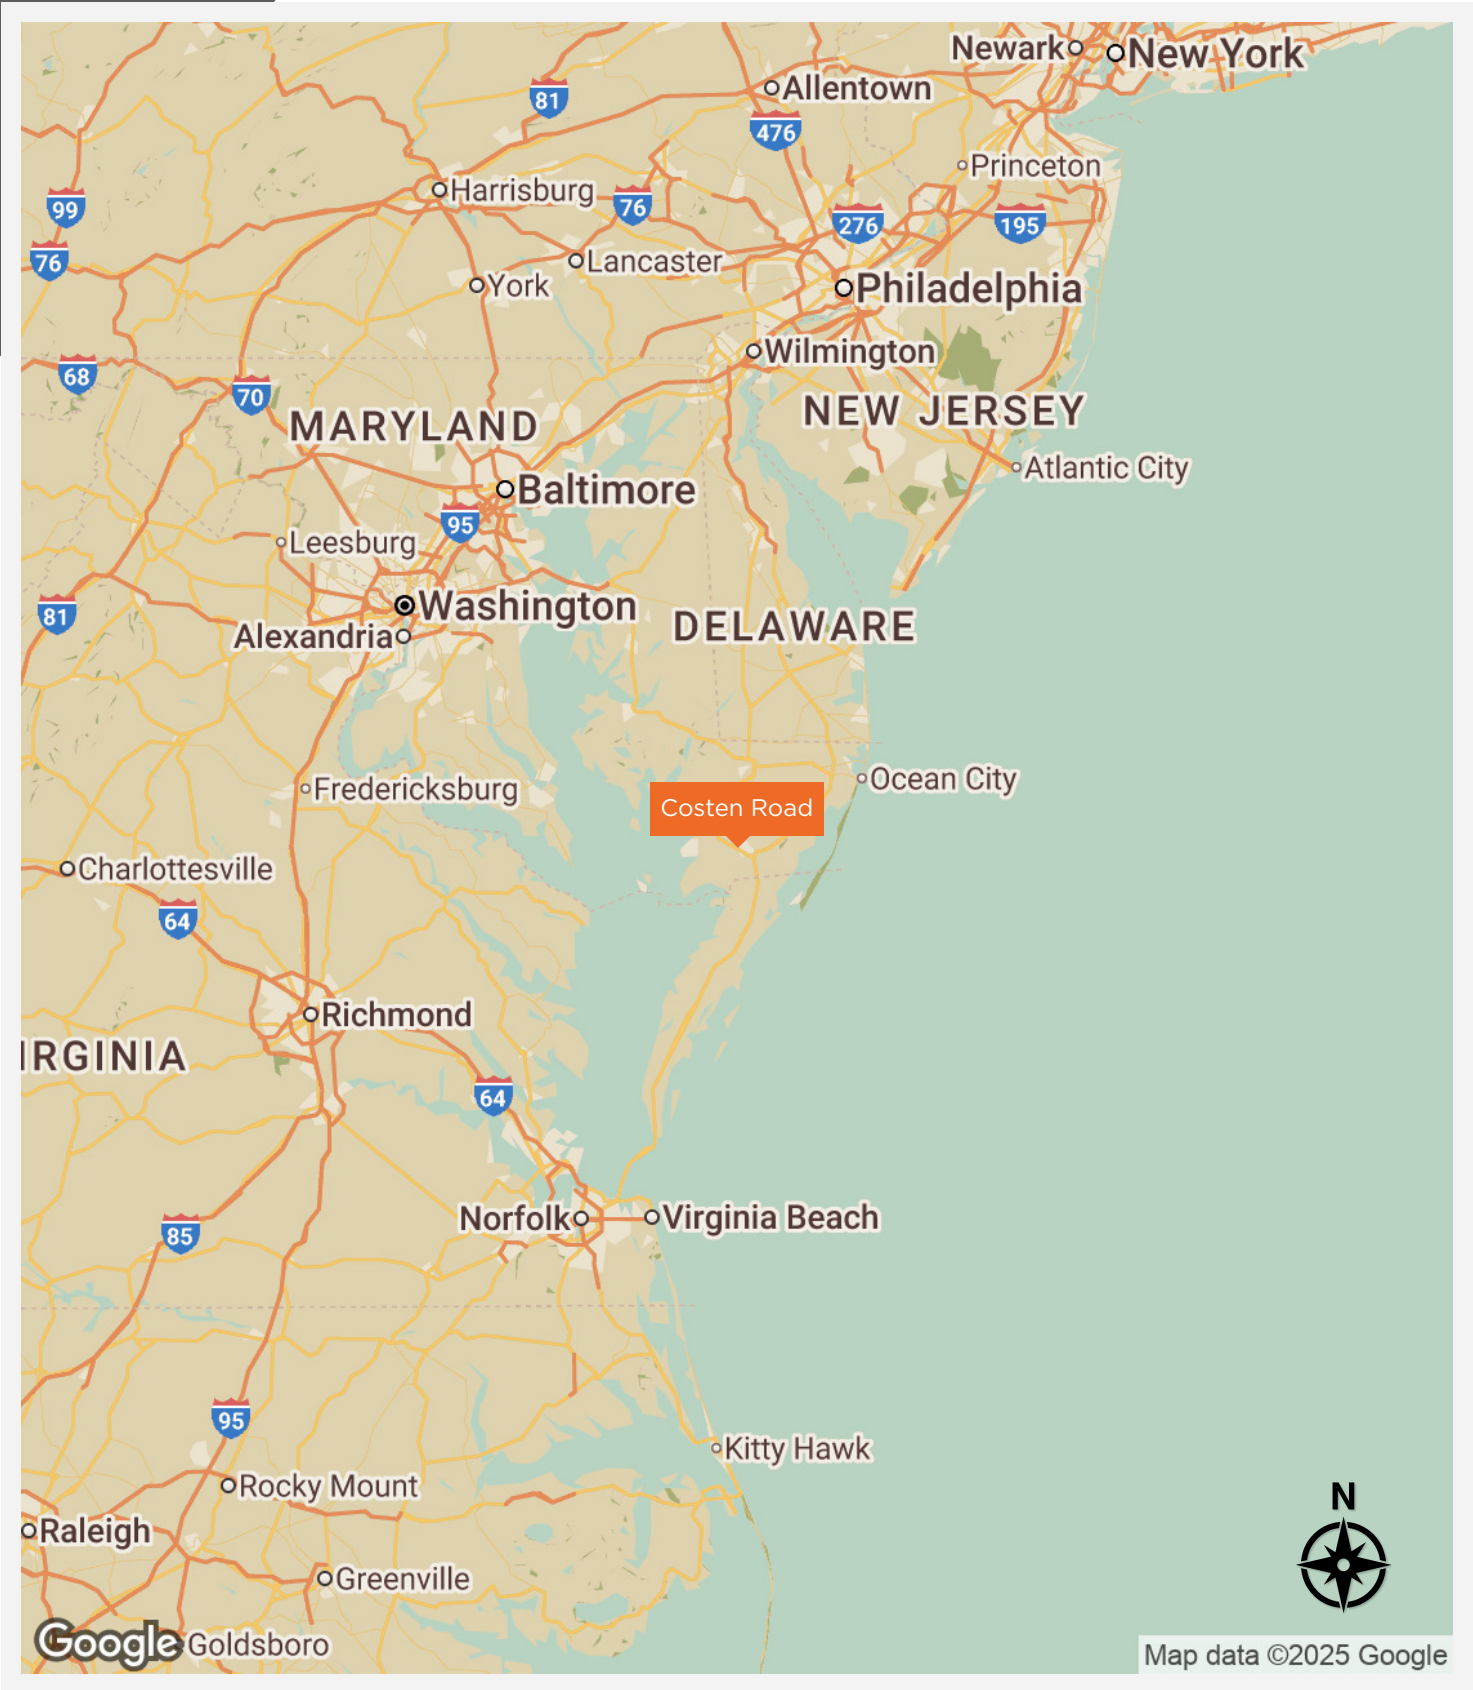 Newark
New York
81
Allentown
476
Princeton
Harrisburg
99
76
276
195
76
Lancaster
York
Philadelphia
Wilmington
68
70
MARYLAND
NEW JERSEY
Atlantic City
Baltimore
95
Leesburg
81
Washington
DELAWARE
Alexandria
Ocean City
Fredericksburg
Costen Road
Charlottesville
64
Richmond
IRGINIA
64
Norfolk
Virginia Beach
85
95
Kitty Hawk
Rocky Mount
N
Raleigh
Greenville
Google
Goldsboro
Map data ©2025 Google